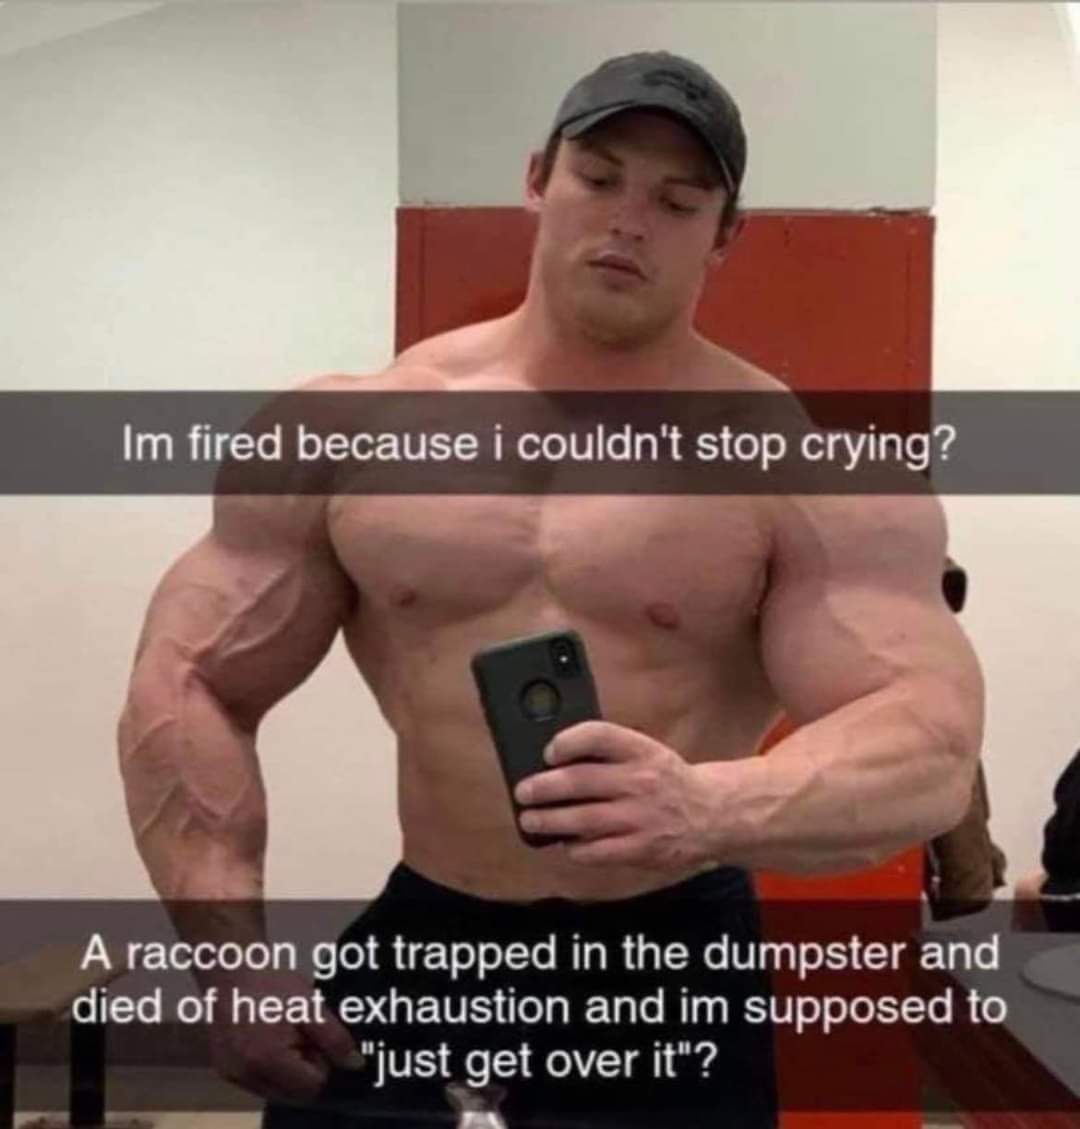 Im fired because i couldn't stop crying?
A raccoon got trapped in the dumpster and
died of heat exhaustion and im supposed to
"just get over it"?